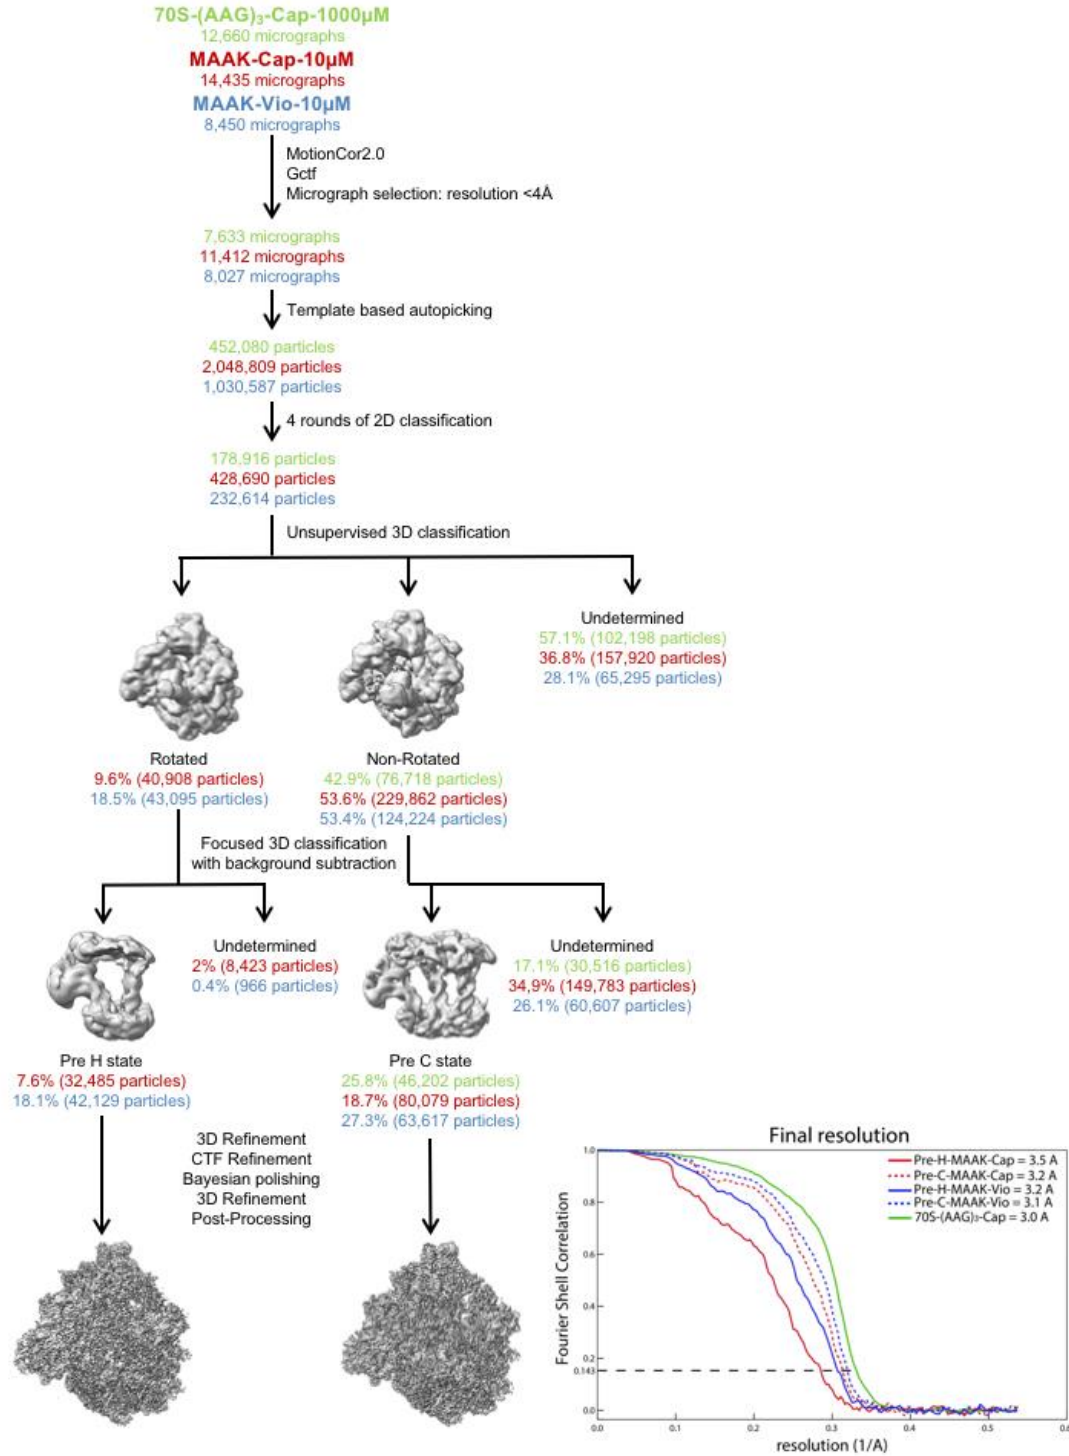 70S-(AAG)₃-Cap-1000µM
12,660 micrographs
MAAK-Cap-10µM
14,435 micrographs
MAAK-Vio-10µM
8,450 micrographs
MotionCor2.0
Gctf
Micrograph selection: resolution <4Å
7,633 micrographs
11,412 micrographs
8,027 micrographs
Template based autopicking
452,080 particles
2,048,809 particles
1,030,587 particles
4 rounds of 2D classification
178,916 particles
428,690 particles
232,614 particles
Unsupervised 3D classification
Undetermined
57.1% (102,198 particles)
36.8% (157,920 particles)
28.1% (65,295 particles)
Rotated
9.6% (40,908 particles)
18.5% (43,095 particles)
Non-Rotated
42.9% (76,718 particles)
53.6% (229,862 particles)
53.4% (124,224 particles)
Focused 3D classification
with background subtraction
Undetermined
2% (8,423 particles)
0.4% (966 particles)
Undetermined
17.1% (30,516 particles)
34,9% (149,783 particles)
26.1% (60,607 particles)
Pre H state
7.6% (32,485 particles)
18.1% (42,129 particles)
Pre C state
25.8% (46,202 particles)
18.7% (80,079 particles)
27.3% (63,617 particles)
3D Refinement
CTF Refinement
Bayesian polishing
3D Refinement
Post-Processing
Final resolution
Pre-H-MAAK-Cap = 3.5 A
Pre-C-MAAK-Cap = 3.2 A
Pre-H-MAAK-Vio = 3.2 A
Pre-C-MAAK-Vio = 3.1 A
70S-(AAG)₃-Cap = 3.0 A
Fourier Shell Correlation
1.0
0.8
0.6
0.4
0.2
0.143
0.0
0.0 0.1 0.2 0.3 0.4 0.5 0.6
resolution (1/A)